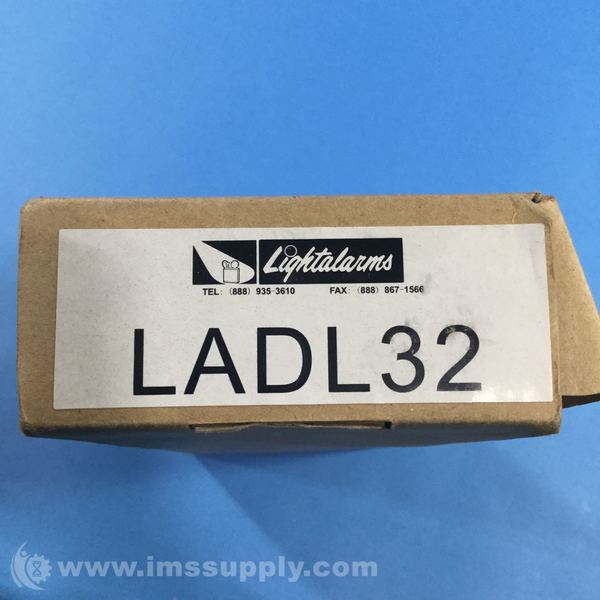 Lightalarms
TEL: (888) 935-3610 FAX: (888) 867-1566
LADL32
www.imssupply.com